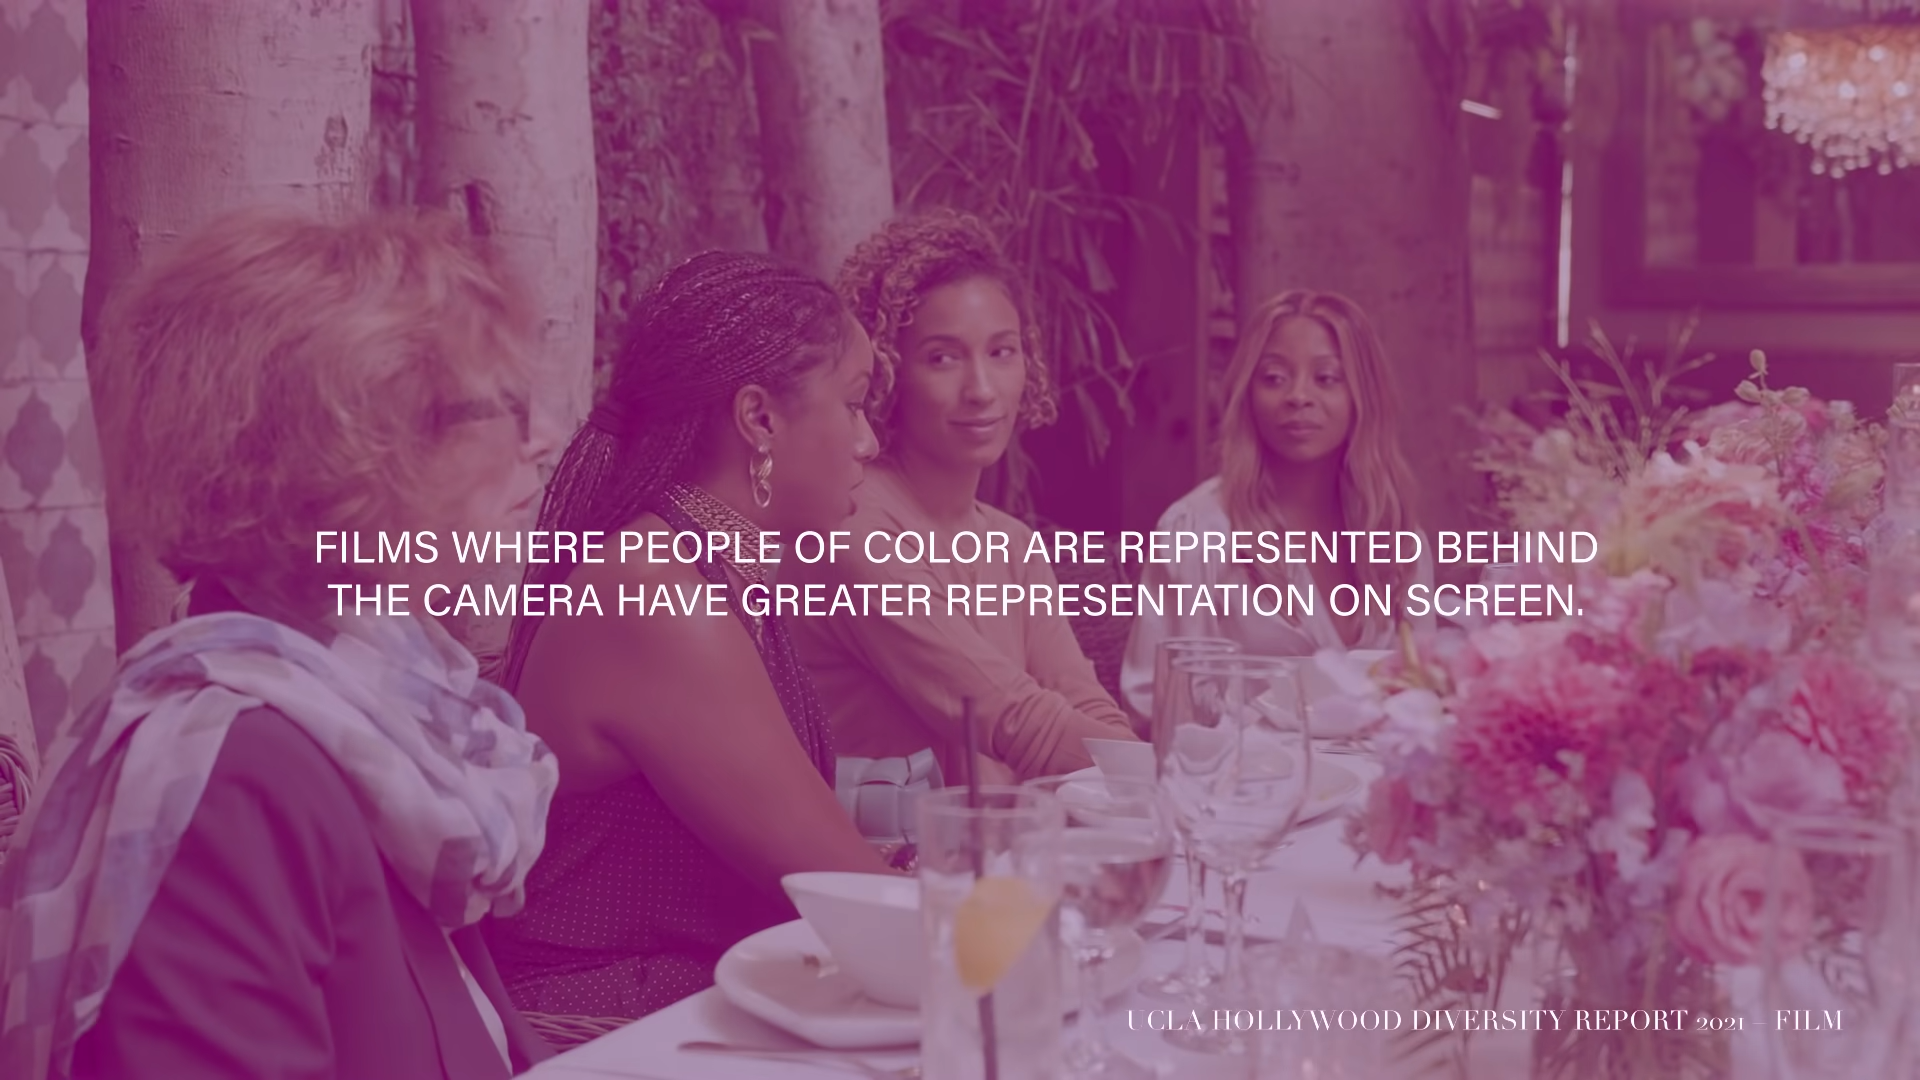 FILMS WHERE PEOPLE OF COLOR ARE REPRESENTED BEHIND
THE CAMERA HAVE GREATER REPRESENTATION ON SCREEN.
UCLA HOLLYWOOD DIVERSITY REPORT 2021 – FILM